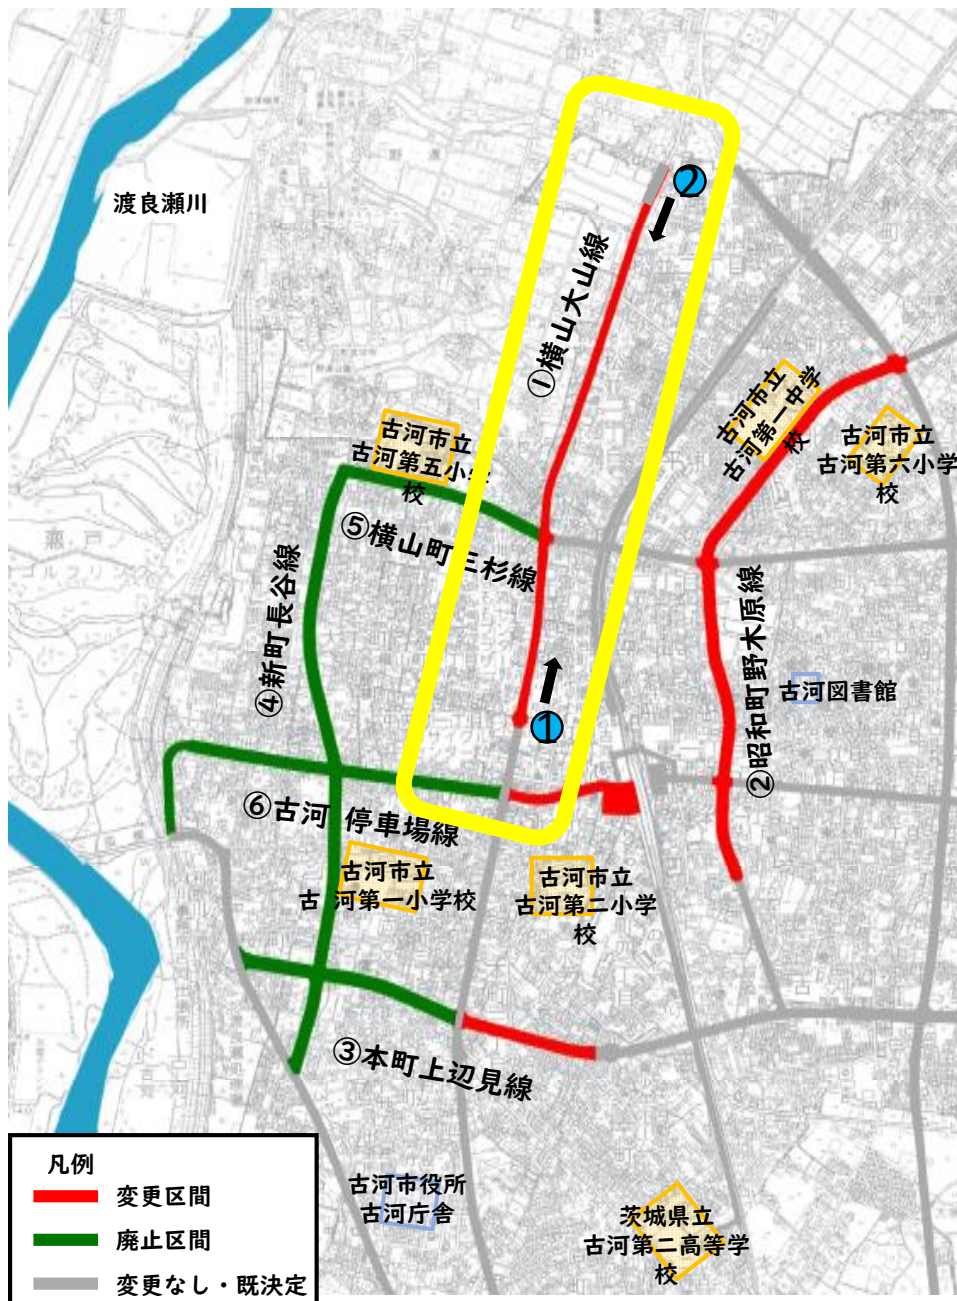 渡良瀬川
②
①横山大山線
古河市立
古河第一中学
校
古河市立
古河第六小学
校
古河市立
古河第五小学
校
⑤横山町三杉線
④新町長谷線
②昭和町野木原線
古河図書館
①
⑥古河 停車場線
古河市立
古 河第一小学校
古河市立
古河第二小学
校
③本町上辺見線
古河市役所
古河庁舎
茨城県立
古河第二高等学
校
凡例
変更区間
廃止区間
変更なし・既決定